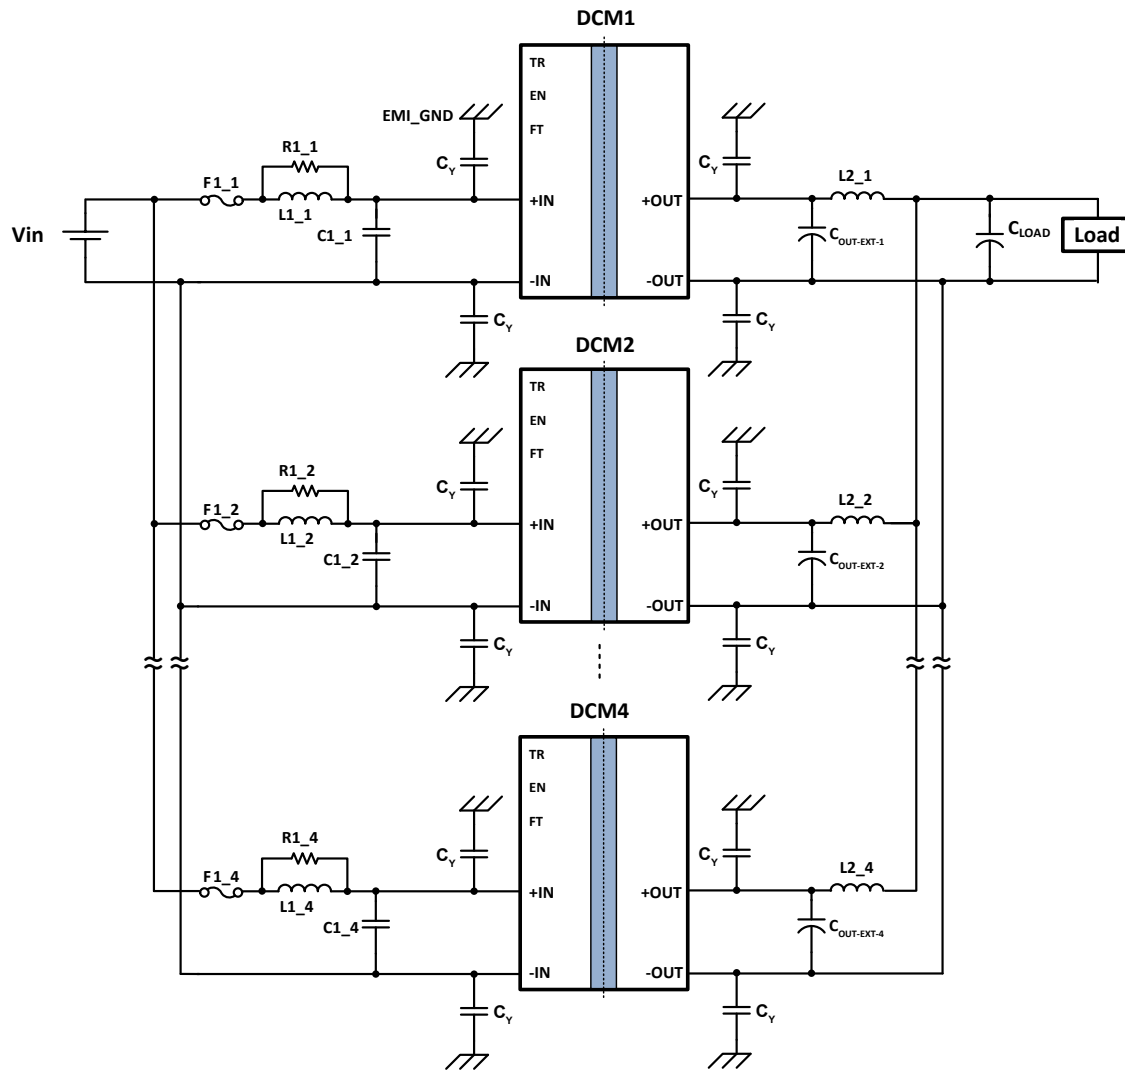 DCM1
TR
EN
FT
EMI_GND
C_Y
C_Y
R1_1
F1_1
L1_1
L2_1
+IN
+OUT
Vin
C1_1
C_OUT-EXT-1
C_LOAD
Load
-IN
-OUT
C_Y
C_Y
DCM2
TR
EN
FT
C_Y
C_Y
R1_2
F1_2
L1_2
L2_2
+IN
+OUT
C1_2
C_OUT-EXT-2
-IN
-OUT
C_Y
C_Y
DCM4
TR
EN
FT
C_Y
C_Y
R1_4
F1_4
L1_4
L2_4
+IN
+OUT
C1_4
C_OUT-EXT-4
-IN
-OUT
C_Y
C_Y